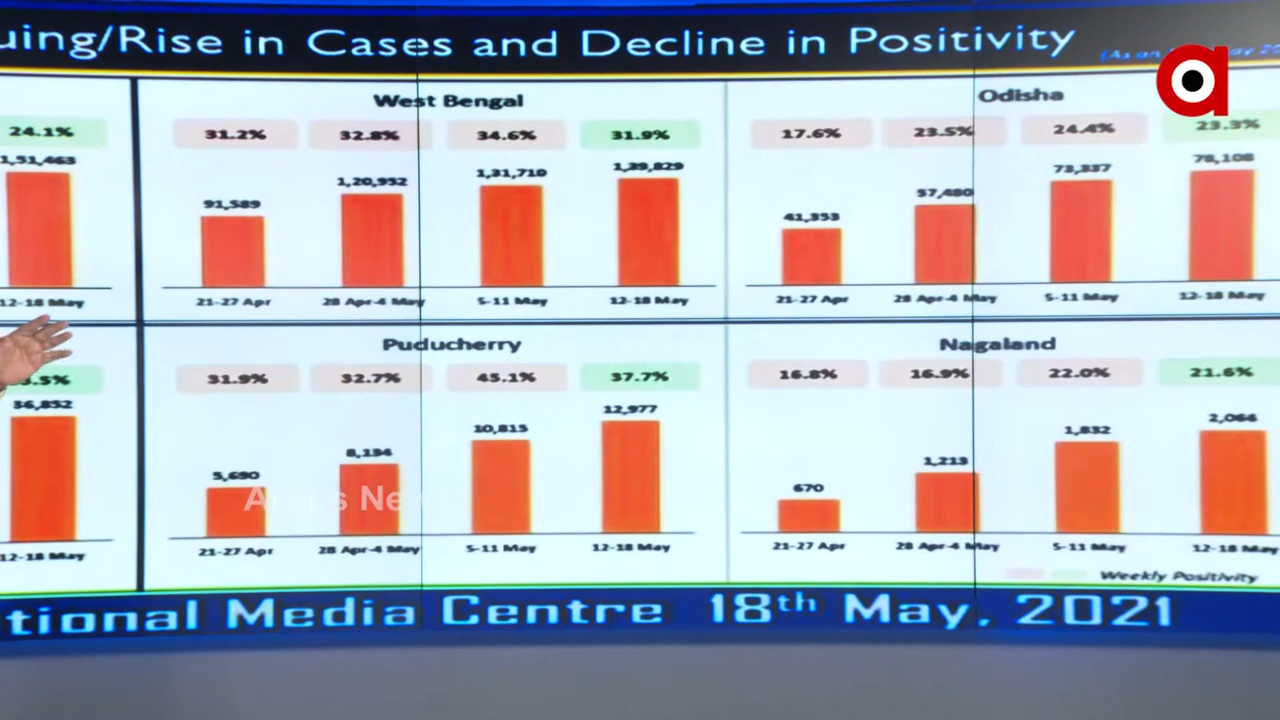 uing/Rise in Cases and Decline in Positivity
24.1%
1,51,463
12-18 May
West Bengal
31.2% 32.8% 34.6% 31.9%
91,589 1,20,952 1,31,710 1,39,829
21-27 Apr 28 Apr-4 May 5-11 May 12-18 May
Odisha
17.6% 23.5% 24.4% 23.3%
41,353 57,480 73,337 78,108
21-27 Apr 28 Apr-4 May 5-11 May 12-18 May
.5%
36,852
12-18 May
Puducherry
31.9% 32.7% 45.1% 37.7%
5,690 8,134 10,815 12,977
21-27 Apr 28 Apr-4 May 5-11 May 12-18 May
Nagaland
16.8% 16.9% 22.0% 21.6%
670 1,213 1,832 2,066
21-27 Apr 28 Apr-4 May 5-11 May 12-18 May
Weekly Positivity
tional Media Centre 18th May, 2021